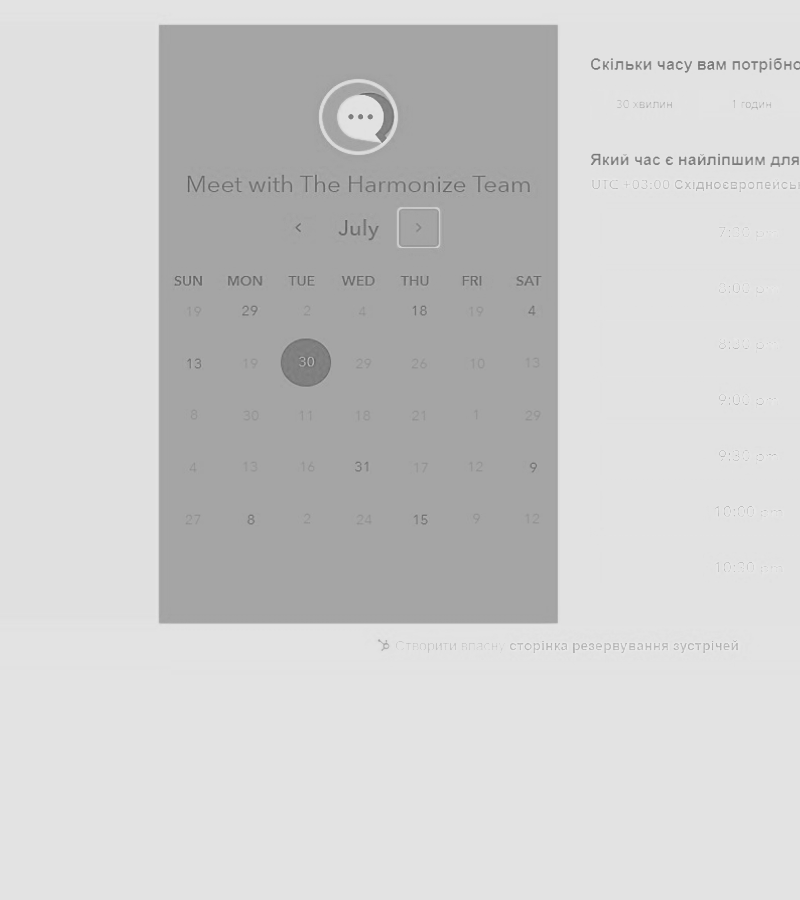 Meet with The Harmonize Team
July
SUN MON TUE WED THU FRI SAT
19 29 2 4 18 19 4
13 19 30 29 26 10 13
8 30 11 18 21 1 29
4 13 16 31 17 12 9
27 8 2 24 15 9 12
Скільки часу вам потрібно
30 хвилин 1 годин
Який час є найліпшим для
UTC +03:00 Східноєвропейськ
7:30 pm
8:00 pm
8:30 pm
9:00 pm
9:30 pm
10:00 pm
10:30 pm
Створити власну сторінка резервування зустрічей